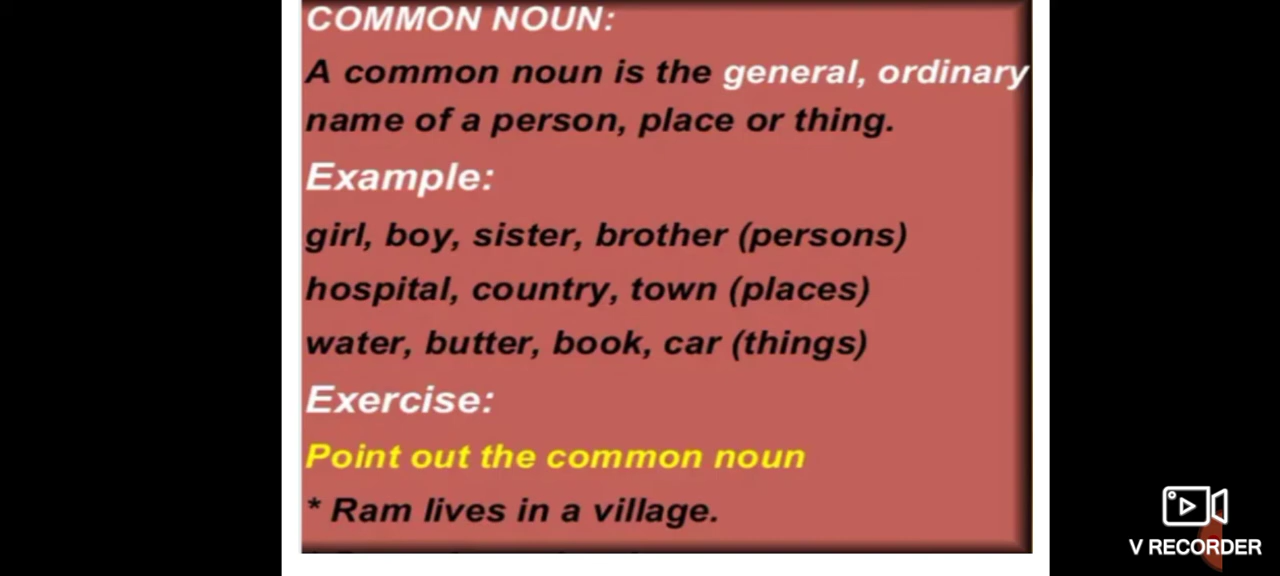 COMMON NOUN:
A common noun is the general, ordinary
name of a person, place or thing.
Example:
girl, boy, sister, brother (persons)
hospital, country, town (places)
water, butter, book, car (things)
Exercise:
Point out the common noun
* Ram lives in a village.
V RECORDER